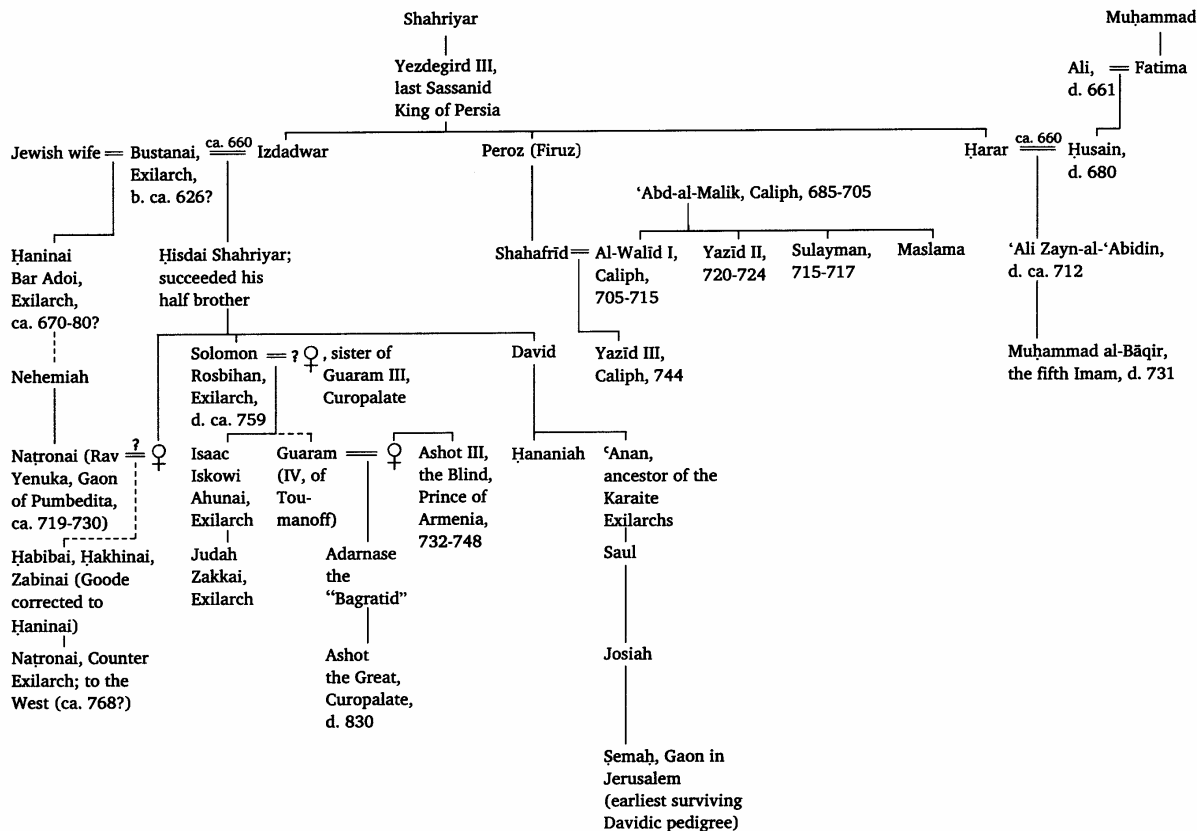 Shahriyar
Muḥammad
Yezdegird III,
last Sassanid
King of Persia
Ali,
d. 661
=
Fatima
Jewish wife
=
Bustanai,
Exilarch,
b. ca. 626?
ca. 660
Izdadwar
Peroz (Firuz)
Ḥarar
ca. 660
Ḥusain,
d. 680
ʻAbd-al-Malik, Caliph, 685-705
Ḥaninai
Bar Adoi,
Exilarch,
ca. 670-80?
Ḥisdai Shahriyar;
succeeded his
half brother
Shahafrīd
=
Al-Walīd I,
Caliph,
705-715
Yazīd II,
720-724
Sulayman,
715-717
Maslama
ʻAli Zayn-al-ʻAbidin,
d. ca. 712
Nehemiah
Solomon
Rosbihan,
Exilarch,
d. ca. 759
= ? ♀, sister of
Guaram III,
Curopalate
David
Yazīd III,
Caliph, 744
Muḥammad al-Bāqir,
the fifth Imam, d. 731
Naṭronai (Rav
Yenuka, Gaon
of Pumbedita,
ca. 719-730)
?
=
♀
Isaac
Iskowi
Ahunai,
Exilarch
Guaram
(IV, of
Tou-
manoff)
=
♀
Ashot III,
the Blind,
Prince of
Armenia,
732-748
Ḥananiah
ʿAnan,
ancestor of the
Karaite
Exilarchs
Ḥabibai, Ḥakhinai,
Zabinai (Goode
corrected to
Ḥaninai)
Judah
Zakkai,
Exilarch
Adarnase
the
“Bagratid”
Saul
Naṭronai, Counter
Exilarch; to the
West (ca. 768?)
Ashot
the Great,
Curopalate,
d. 830
Josiah
Ṣemaḥ, Gaon in
Jerusalem
(earliest surviving
Davidic pedigree)